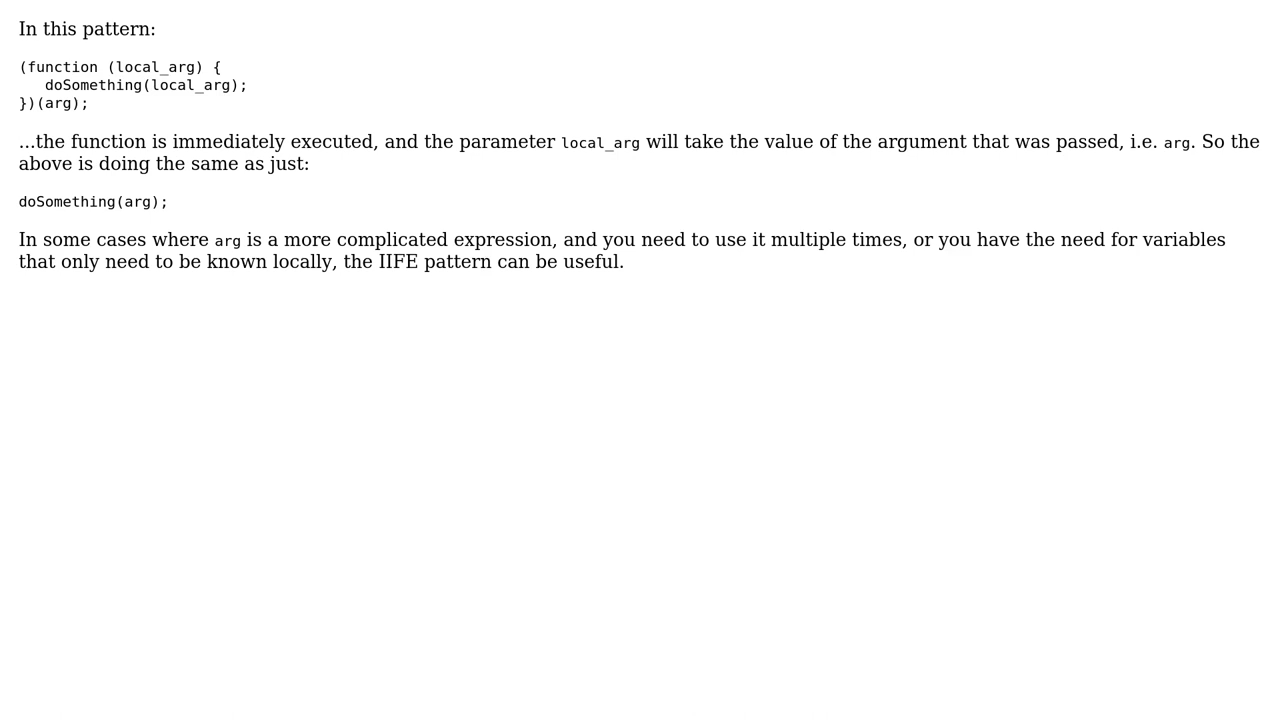 In this pattern:
(function (local_arg) {
   doSomething(local_arg);
})(arg);
...the function is immediately executed, and the parameter local_arg will take the value of the argument that was passed, i.e. arg. So the
above is doing the same as just:
doSomething(arg);
In some cases where arg is a more complicated expression, and you need to use it multiple times, or you have the need for variables
that only need to be known locally, the IIFE pattern can be useful.